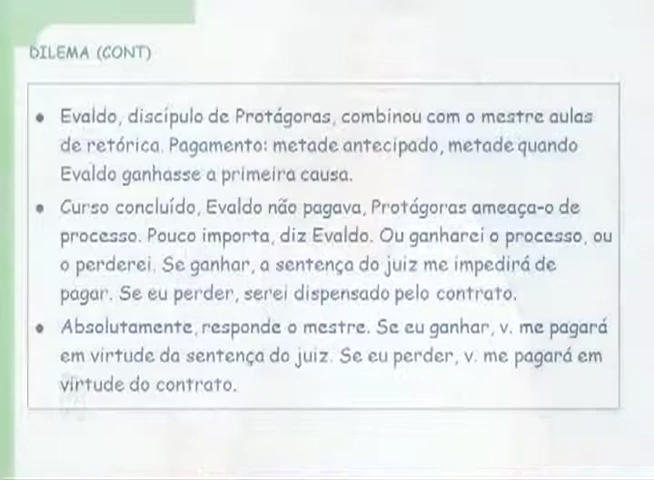 DILEMA (CONT)
• Evaldo, discípulo de Protágoras, combinou com o mestre aulas
de retórica. Pagamento: metade antecipado, metade quando
Evaldo ganhasse a primeira causa.
• Curso concluído, Evaldo não pagava, Protágoras ameaça-o de
processo. Pouco importa, diz Evaldo. Ou ganharei o processo, ou
o perderei. Se ganhar, a sentença do juiz me impedirá de
pagar. Se eu perder, serei dispensado pelo contrato.
• Absolutamente, responde o mestre. Se eu ganhar, v. me pagará
em virtude da sentença do juiz. Se eu perder, v. me pagará em
virtude do contrato.